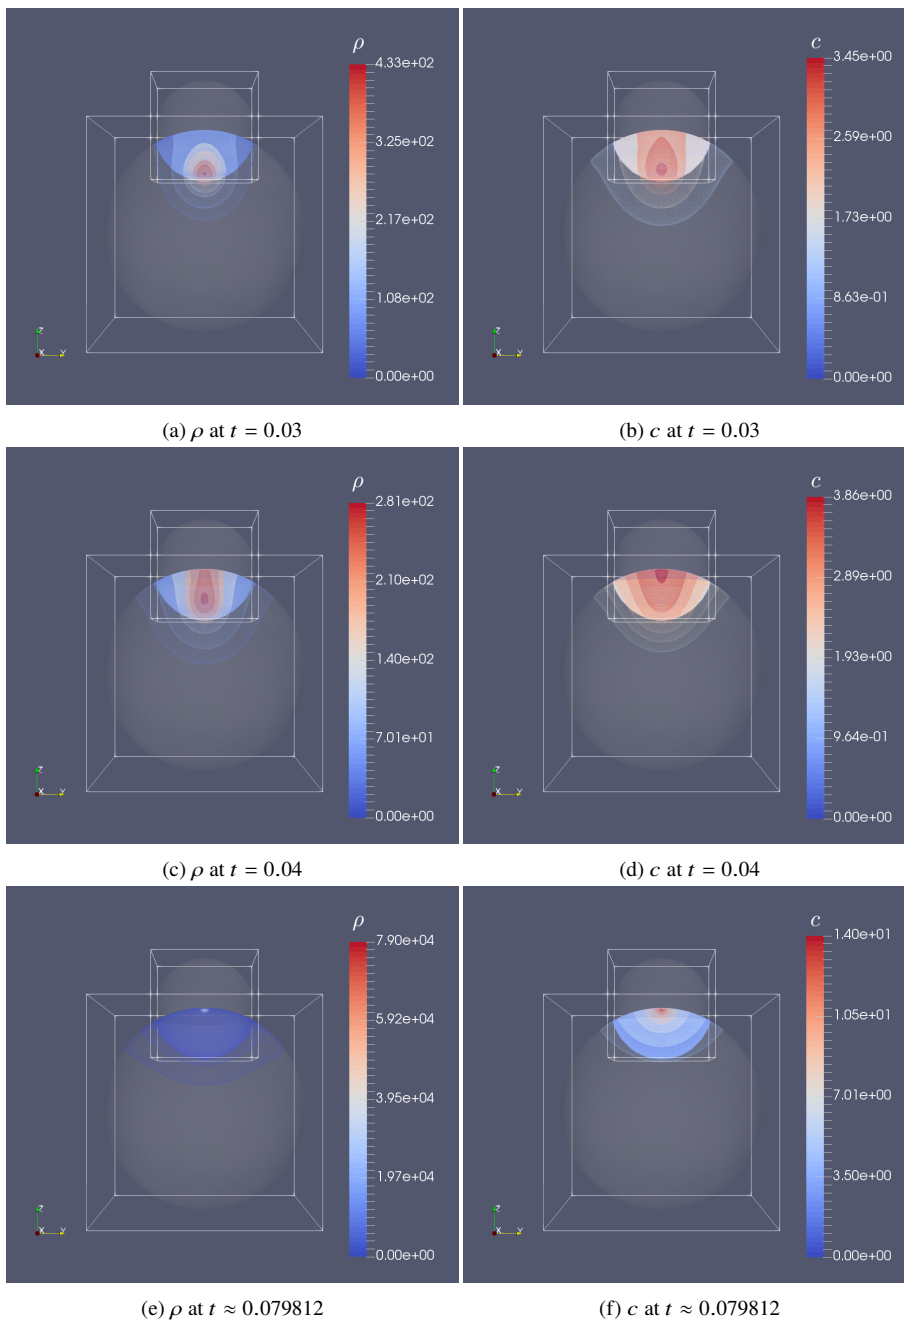 ρ
4.33e+02
3.25e+02
2.17e+02
1.08e+02
0.00e+00
Z
X Y
c
3.45e+00
2.59e+00
1.73e+00
8.63e-01
0.00e+00
Z
X Y
(a) ρ at t = 0.03
(b) c at t = 0.03
ρ
2.81e+02
2.10e+02
1.40e+02
7.01e+01
0.00e+00
Z
X Y
c
3.86e+00
2.89e+00
1.93e+00
9.64e-01
0.00e+00
Z
X Y
(c) ρ at t = 0.04
(d) c at t = 0.04
ρ
7.90e+04
5.92e+04
3.95e+04
1.97e+04
0.00e+00
Z
X Y
c
1.40e+01
1.05e+01
7.01e+00
3.50e+00
0.00e+00
Z
X Y
(e) ρ at t ≈ 0.079812
(f) c at t ≈ 0.079812